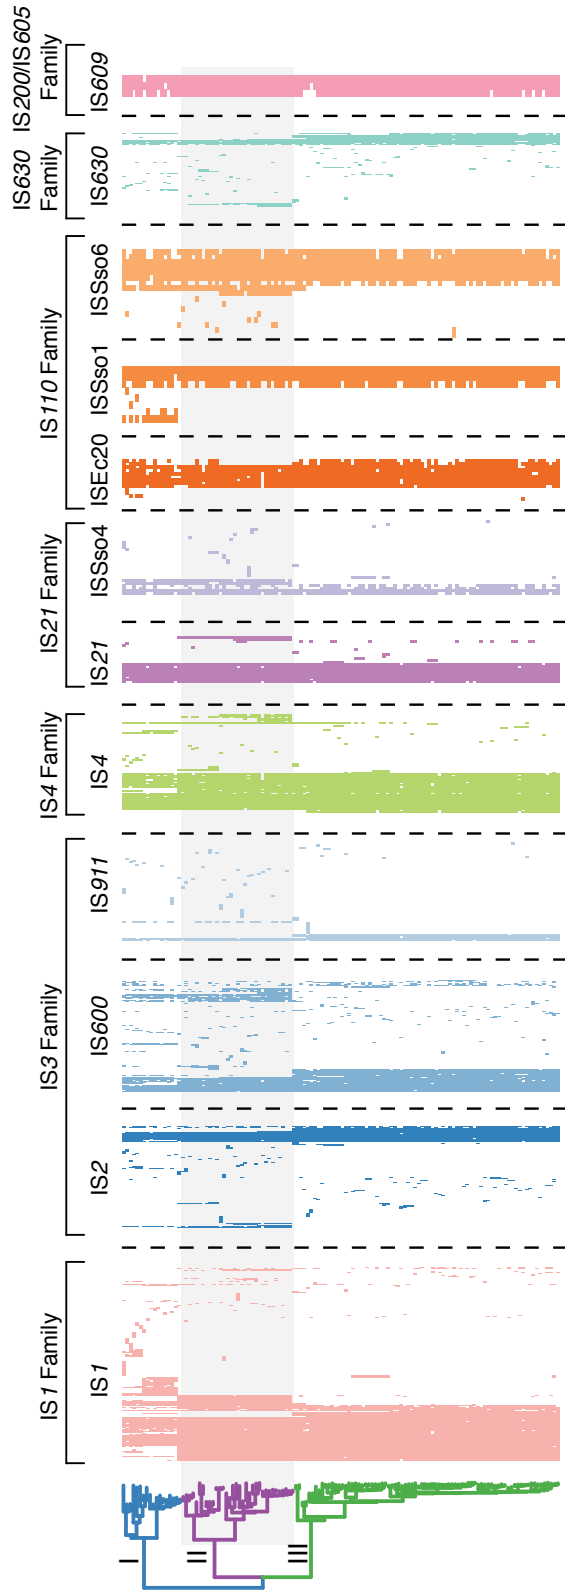 IS1 Family
IS3 Family
IS4 Family
IS21 Family
IS110 Family
IS630
Family
IS200/IS605
Family
IS1
IS2
IS600
IS911
IS4
IS21
ISSso4
ISEc20
ISSso1
ISSso6
IS630
IS609
I
II
III